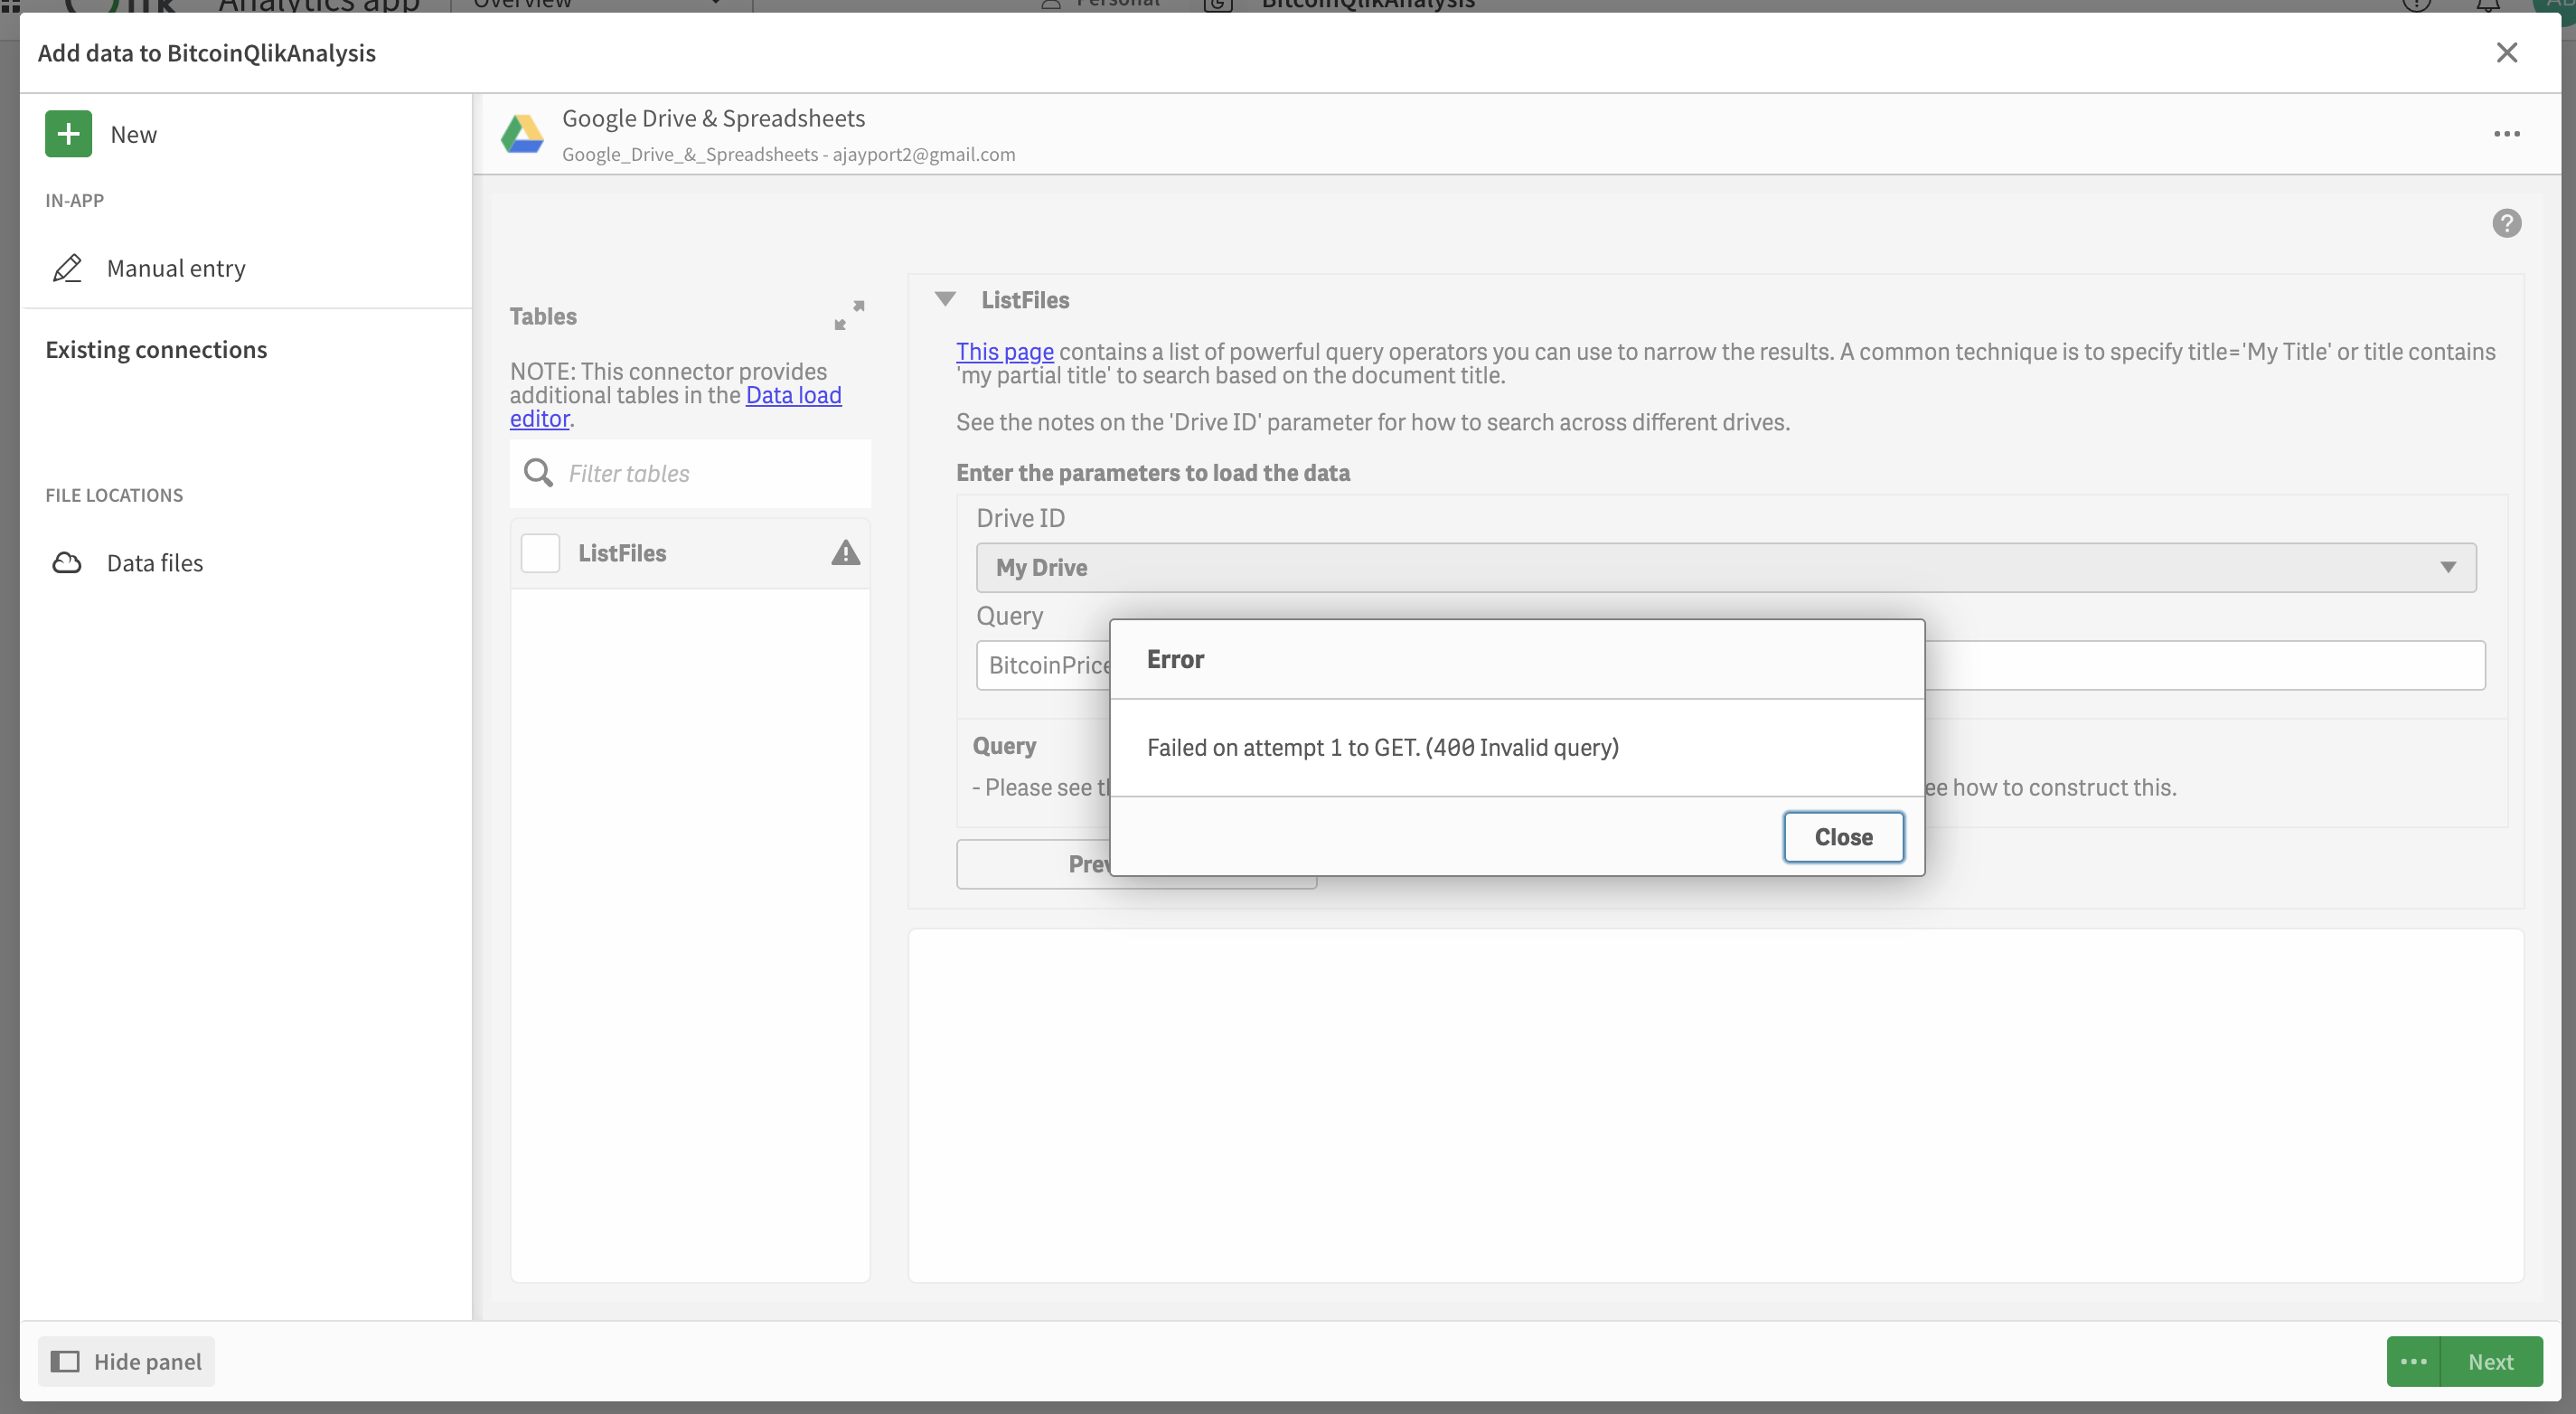 Analytics app
Overview
Personal
BitcoinQlikAnalysis
Add data to BitcoinQlikAnalysis
New
IN-APP
Manual entry
Existing connections
FILE LOCATIONS
Data files
Google Drive & Spreadsheets
Google_Drive_&_Spreadsheets - ajayport2@gmail.com
Tables
NOTE: This connector provides
additional tables in the Data load
editor.
Filter tables
ListFiles
ListFiles
This page contains a list of powerful query operators you can use to narrow the results. A common technique is to specify title='My Title' or title contains
'my partial title' to search based on the document title.
See the notes on the 'Drive ID' parameter for how to search across different drives.
Enter the parameters to load the data
Drive ID
My Drive
Query
BitcoinPrice
Query
- Please see
how to construct this.
Error
Failed on attempt 1 to GET. (400 Invalid query)
Close
Hide panel
Next